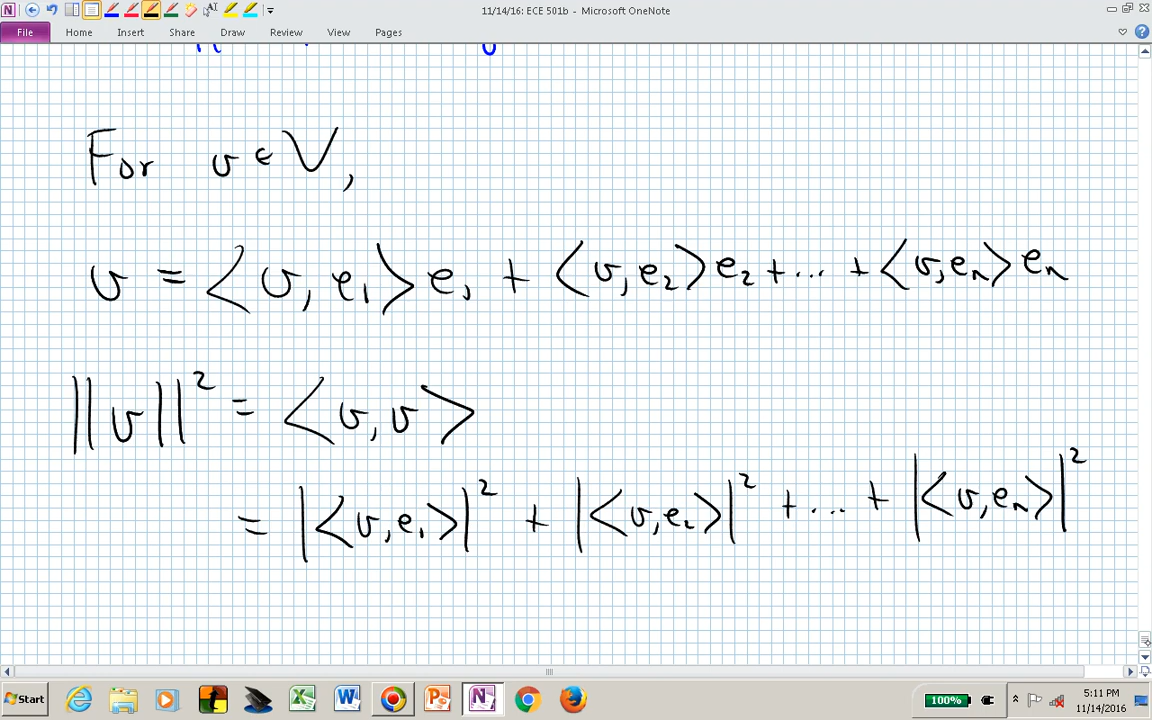 11/14/16: ECE 501b - Microsoft OneNote
File Home Insert Share Draw Review View Pages
For v ∈ V,
v = <v, e₁> e₁ + <v, e₂> e₂ + ... + <v, eₙ> eₙ
||v||² = <v, v>
= |<v, e₁>|² + |<v, e₂>|² + ... + |<v, eₙ>|²
Start 100% 5:11 PM
11/14/2016